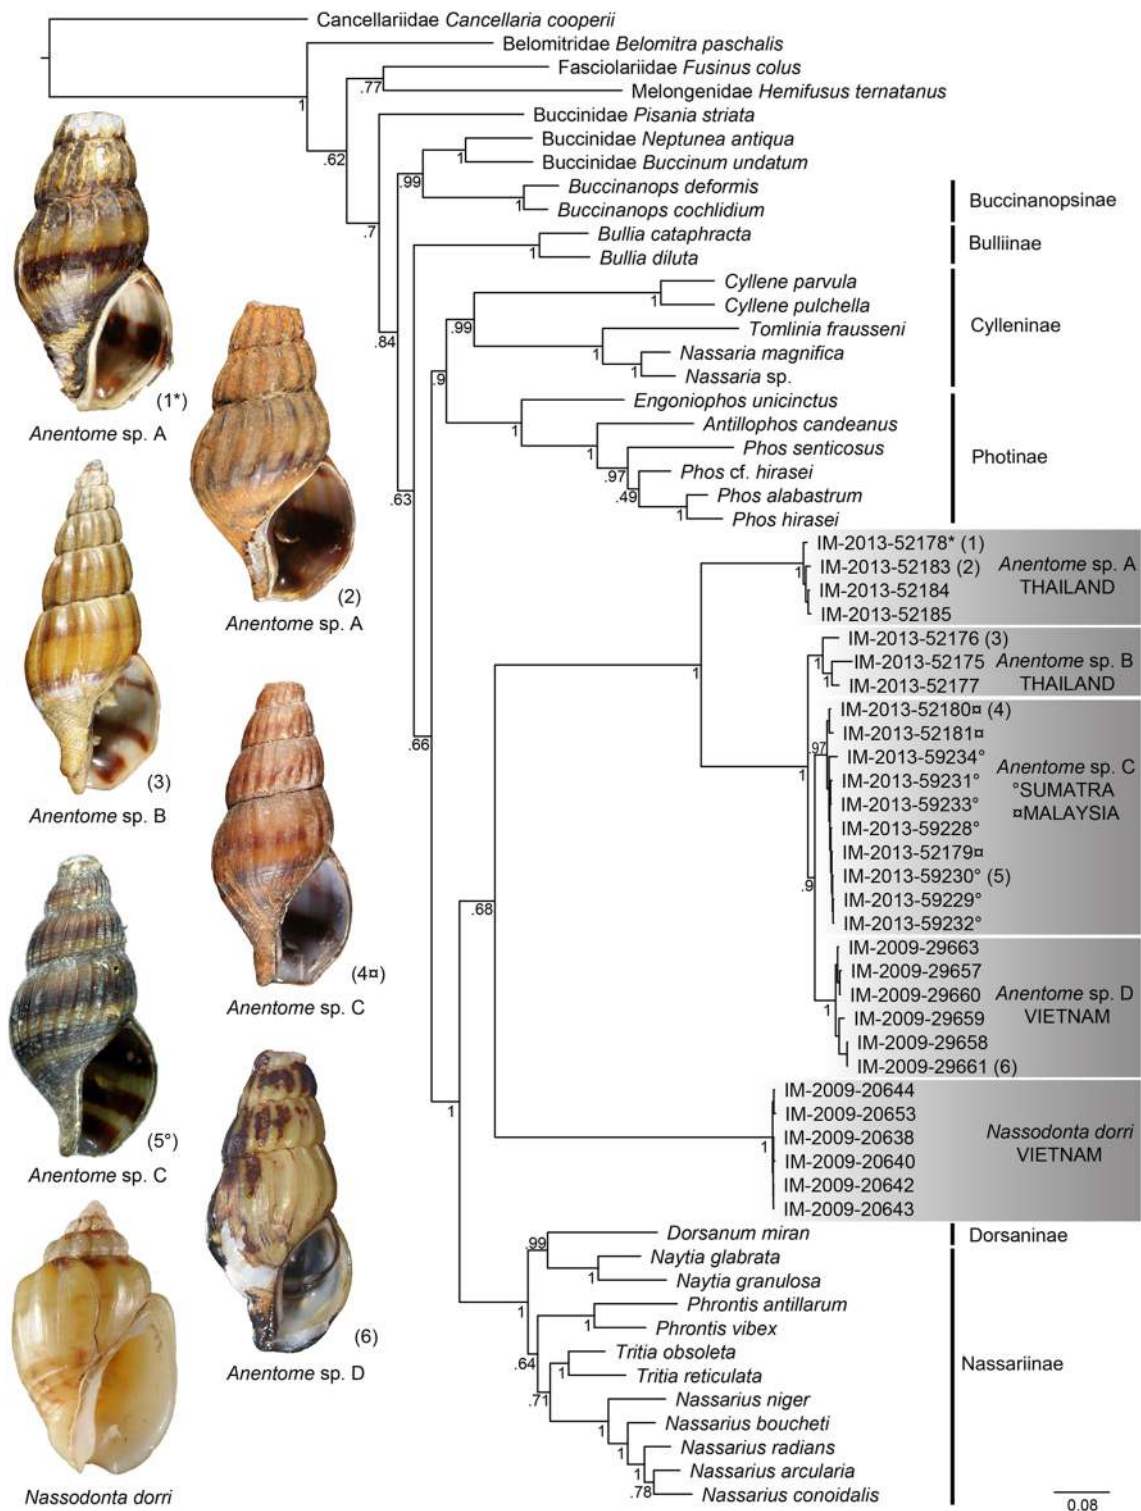 Cancellariidae Cancellaria cooperii
Belomitridae Belomitra paschalis
Fasciolariidae Fusinus colus
.77
Melongenidae Hemifusus ternatanus
1
Buccinidae Pisania striata
Buccinidae Neptunea antiqua
.62
1
Buccinidae Buccinum undatum
.99
Buccinanops deformis
Buccinanopsinae
1
Buccinanops cochlidium
.7
Bullia cataphracta
Bulliinae
1
Bullia diluta
Cyllene parvula
1
Cyllene pulchella
.99
Tomlinia fraussenі
Cylleninae
.84
1
Nassaria magnifica
1
Nassaria sp.
.9
Engoniophos unicinctus
1
Antillophos candeanus
1
Phos senticosus
Photinae
.97
Phos cf. hirasei
.49
Phos alabastrum
.63
1
Phos hirasei
(1*)
Anentome sp. A
(2)
Anentome sp. A
(3)
Anentome sp. B
(4¤)
Anentome sp. C
(5°)
Anentome sp. C
(6)
Anentome sp. D
Nassodonta dorri
IM-2013-52178* (1)
IM-2013-52183 (2)
1
IM-2013-52184
IM-2013-52185
Anentome sp. A
THAILAND
IM-2013-52176 (3)
1
IM-2013-52175
1
IM-2013-52177
Anentome sp. B
THAILAND
1
IM-2013-52180¤ (4)
IM-2013-52181¤
.97
IM-2013-59234°
1
IM-2013-59231°
IM-2013-59233°
IM-2013-59228°
IM-2013-52179¤
IM-2013-59230° (5)
.9
IM-2013-59229°
IM-2013-59232°
Anentome sp. C
°SUMATRA
¤MALAYSIA
.66
IM-2009-29663
IM-2009-29657
IM-2009-29660
1
IM-2009-29659
IM-2009-29658
IM-2009-29661 (6)
Anentome sp. D
VIETNAM
.68
IM-2009-20644
IM-2009-20653
IM-2009-20638
1
IM-2009-20640
IM-2009-20642
IM-2009-20643
Nassodonta dorri
VIETNAM
1
Dorsanum miran
Dorsaninae
.99
Naytia glabrata
1
Naytia granulosa
1
Phrontis antillarum
1
Phrontis vibex
.64
Tritia obsoleta
1
Tritia reticulata
Nassariinae
.71
Nassarius niger
1
Nassarius boucheti
1
Nassarius radians
1
Nassarius arcularia
.78
Nassarius conoidalis
0.08